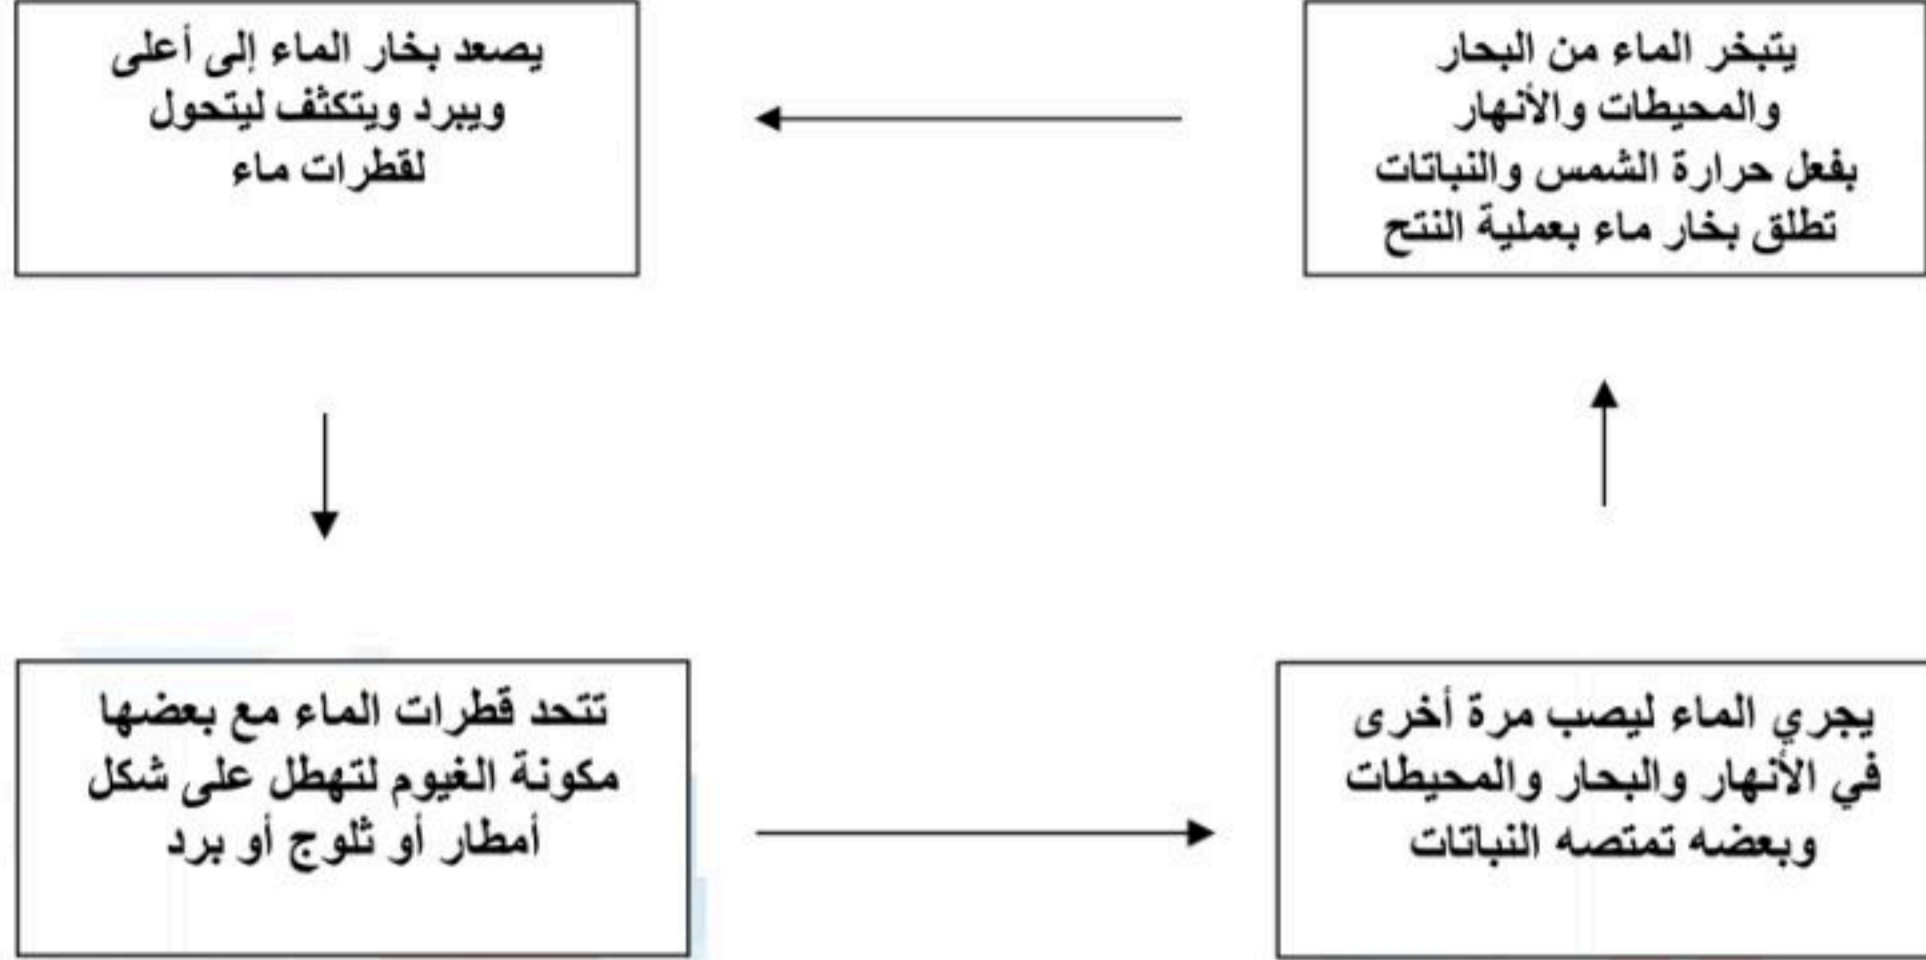 يتبخر الماء من البحار
والمحيطات والأنهار
بفعل حرارة الشمس والنباتات
تطلق بخار ماء بعملية النتح
يصعد بخار الماء إلى أعلى
ويبرد ويتكثف ليتحول
لقطرات ماء
تتحد قطرات الماء مع بعضها
مكونة الغيوم لتهطل على شكل
أمطار أو ثلوج أو برد
يجري الماء ليصب مرة أخرى
في الأنهار والبحار والمحيطات
وبعضه تمتصه النباتات